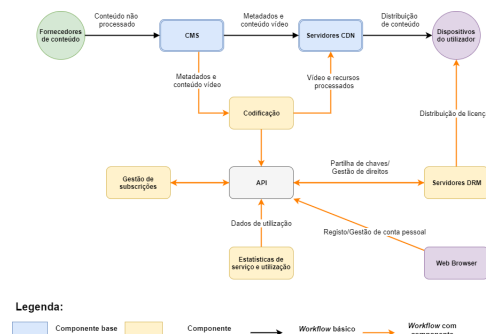 Conteúdo não
processado
Metadados e
conteúdo vídeo
Distribuição
de conteúdo
Fornecedores
de conteúdo
CMS
Servidores CDN
Dispositivos
do utilizador
Metadados e
conteúdo vídeo
Vídeo e recursos
processados
Codificação
Distribuição de licenç
Partilha de chaves/
Gestão de direitos
Gestão de
subscrições
API
Servidores DRM
Dados de utilização
Registo/Gestão de conta pessoal
Estatísticas de
serviço e utilização
Web Browser
Legenda:
Componente base
Componente
Workflow básico
Workflow com